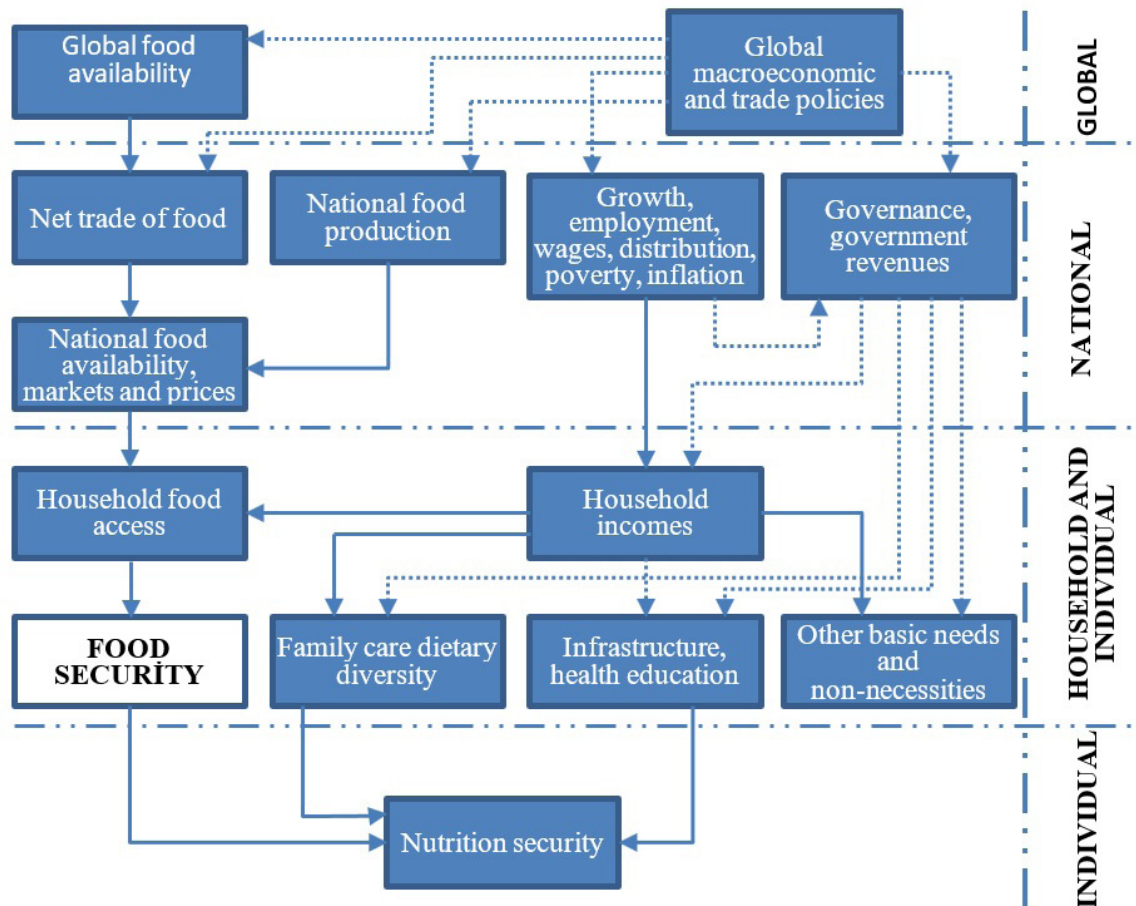 Global food
availability
Global
macroeconomic
and trade policies
GLOBAL
Net trade of food
National food
production
Growth,
employment,
wages, distribution,
poverty, inflation
Governance,
government
revenues
National food
availability,
markets and prices
NATIONAL
Household food
access
Household
incomes
FOOD
SECURİTY
Family care dietary
diversity
Infrastructure,
health education
Other basic needs
and
non-necessities
HOUSEHOLD AND
INDIVIDUAL
Nutrition security
INDIVIDUAL